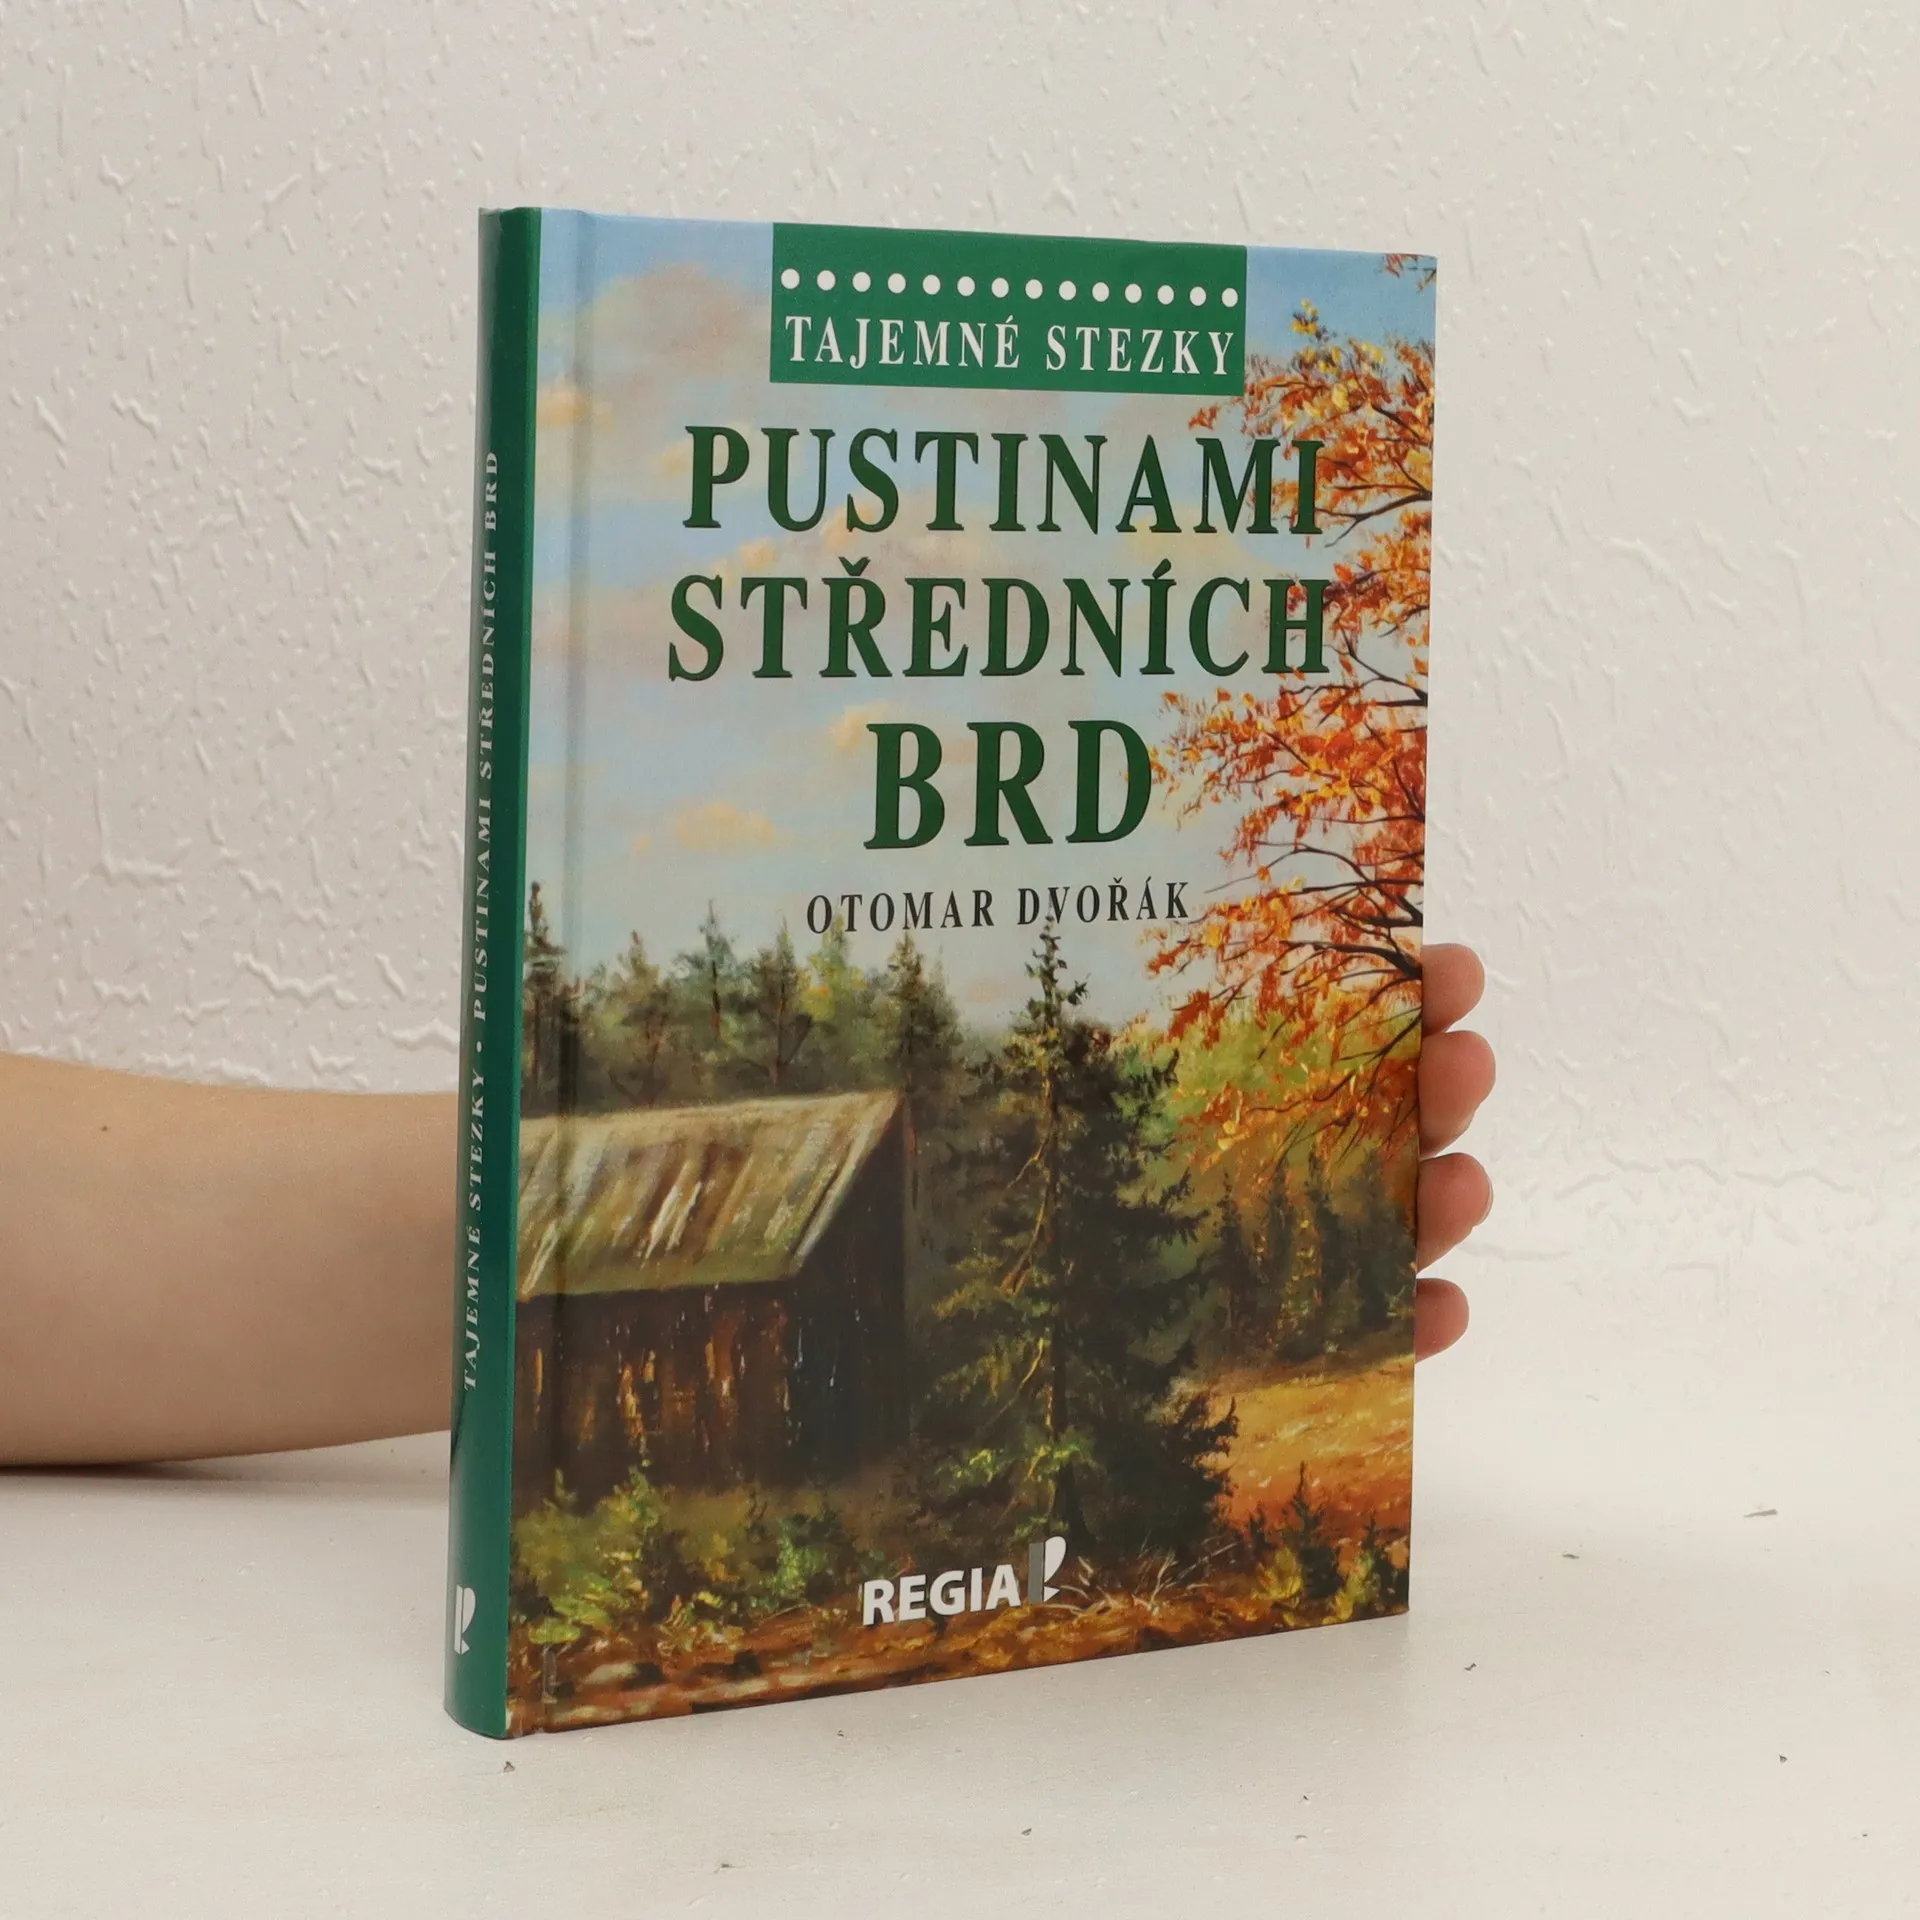 TAJEMNÉ STEZKY
PUSTINAMI
STŘEDNÍCH
BRD
OTOMAR DVOŘÁK
REGIA
TAJEMNÉ STEZKY • PUSTINAMI STŘEDNÍCH BRD